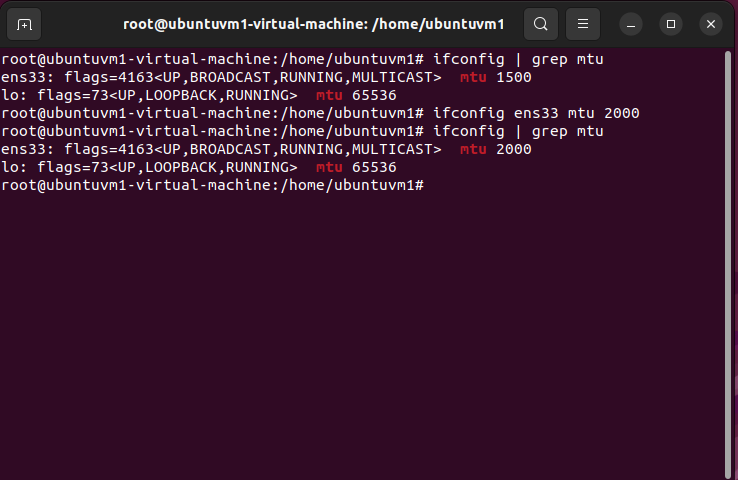 root@ubuntuvm1-virtual-machine: /home/ubuntuvm1
root@ubuntuvm1-virtual-machine:/home/ubuntuvm1# ifconfig | grep mtu
ens33: flags=4163<UP,BROADCAST,RUNNING,MULTICAST>  mtu 1500
lo: flags=73<UP,LOOPBACK,RUNNING>  mtu 65536
root@ubuntuvm1-virtual-machine:/home/ubuntuvm1# ifconfig ens33 mtu 2000
root@ubuntuvm1-virtual-machine:/home/ubuntuvm1# ifconfig | grep mtu
ens33: flags=4163<UP,BROADCAST,RUNNING,MULTICAST>  mtu 2000
lo: flags=73<UP,LOOPBACK,RUNNING>  mtu 65536
root@ubuntuvm1-virtual-machine:/home/ubuntuvm1#